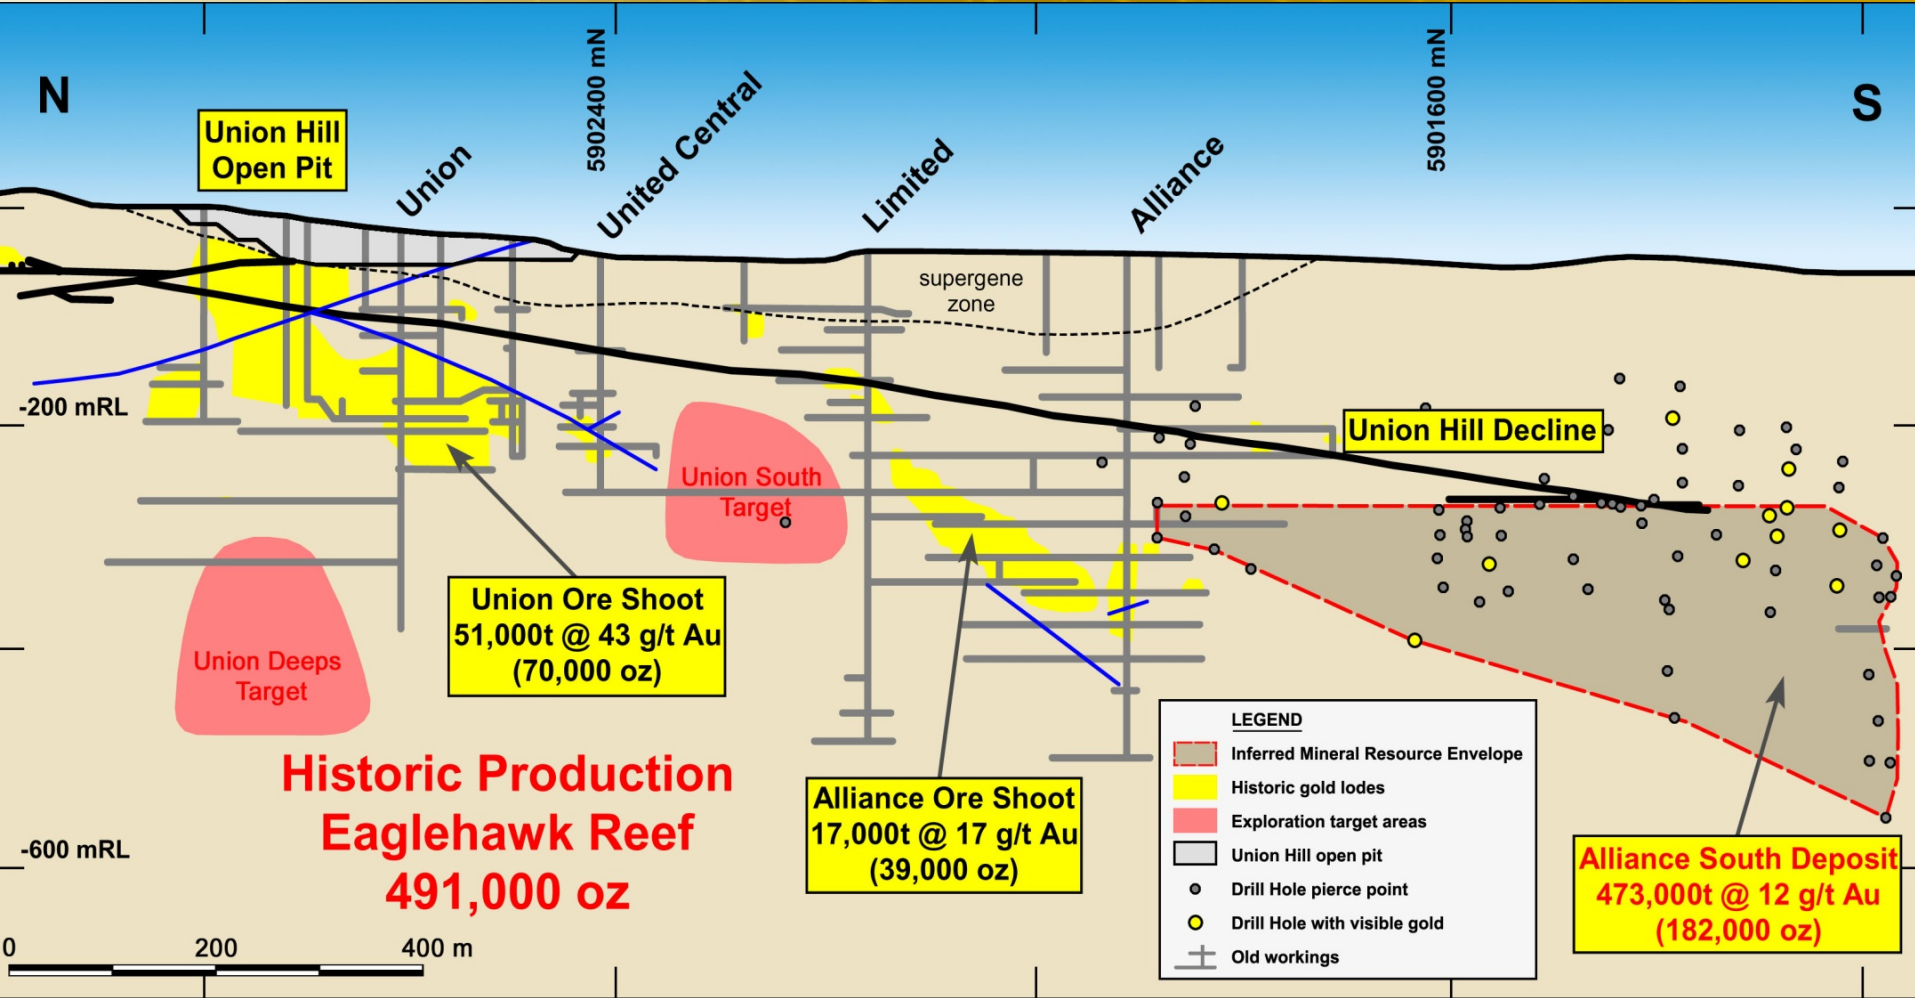 N
S
Union Hill
Open Pit
Union
5902400 mN
United Central
Limited
Alliance
5901600 mN
supergene
zone
-200 mRL
Union Hill Decline
Union South
Target
Union Ore Shoot
51,000t @ 43 g/t Au
(70,000 oz)
Union Deeps
Target
Historic Production
Eaglehawk Reef
491,000 oz
-600 mRL
Alliance Ore Shoot
17,000t @ 17 g/t Au
(39,000 oz)
LEGEND
Inferred Mineral Resource Envelope
Historic gold lodes
Exploration target areas
Union Hill open pit
Drill Hole pierce point
Drill Hole with visible gold
Old workings
Alliance South Deposit
473,000t @ 12 g/t Au
(182,000 oz)
0 200 400 m